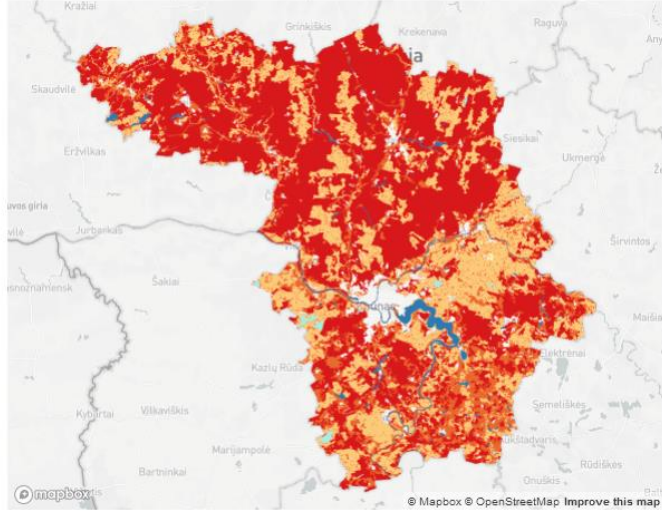 Kražiai
Grinkiškis
Krekenava
Raguva
Skaudvilė
Siesikai
Eržvilkas
Ukmergė
Jurbarkas
Širvintos
Šakiai
Kazlų Rūda
Elektrėnai
Semeliškės
Kybartai
Vilkaviškis
Marijampolė
Rūdiškės
Bartninkai
Onuškis
mapbox
© Mapbox © OpenStreetMap Improve this map